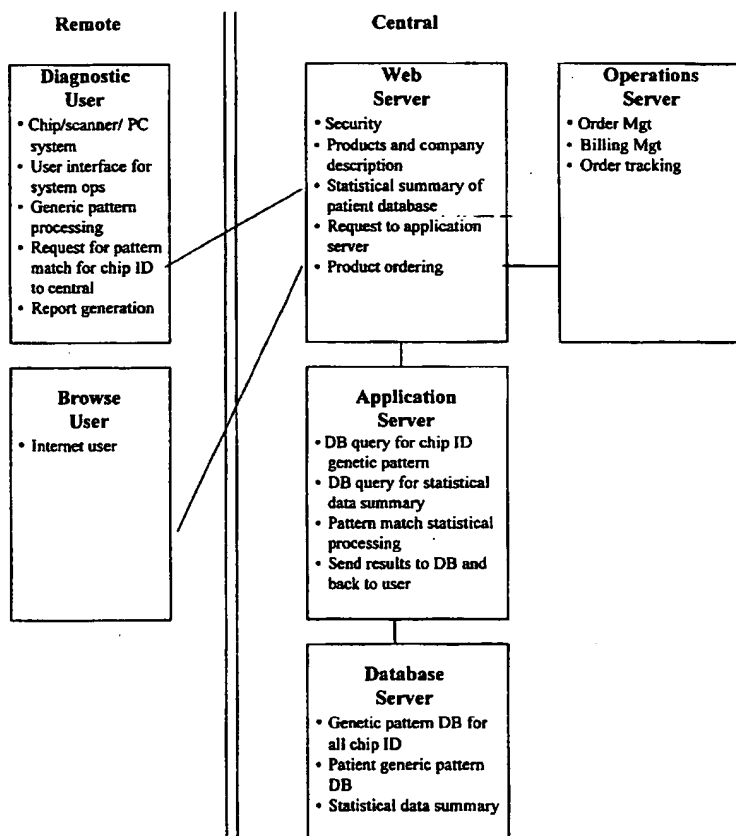 Remote
Central
Diagnostic
User
• Chip/scanner/ PC
system
• User interface for
system ops
• Generic pattern
processing
• Request for pattern
match for chip ID
to central
• Report generation
Web
Server
• Security
• Products and company
description
• Statistical summary of
patient database
• Request to application
server
• Product ordering
Operations
Server
• Order Mgt
• Billing Mgt
• Order tracking
Browse
User
• Internet user
Application
Server
• DB query for chip ID
genetic pattern
• DB query for statistical
data summary
• Pattern match statistical
processing
• Send results to DB and
back to user
Database
Server
• Genetic pattern DB for
all chip ID
• Patient generic pattern
DB
• Statistical data summary